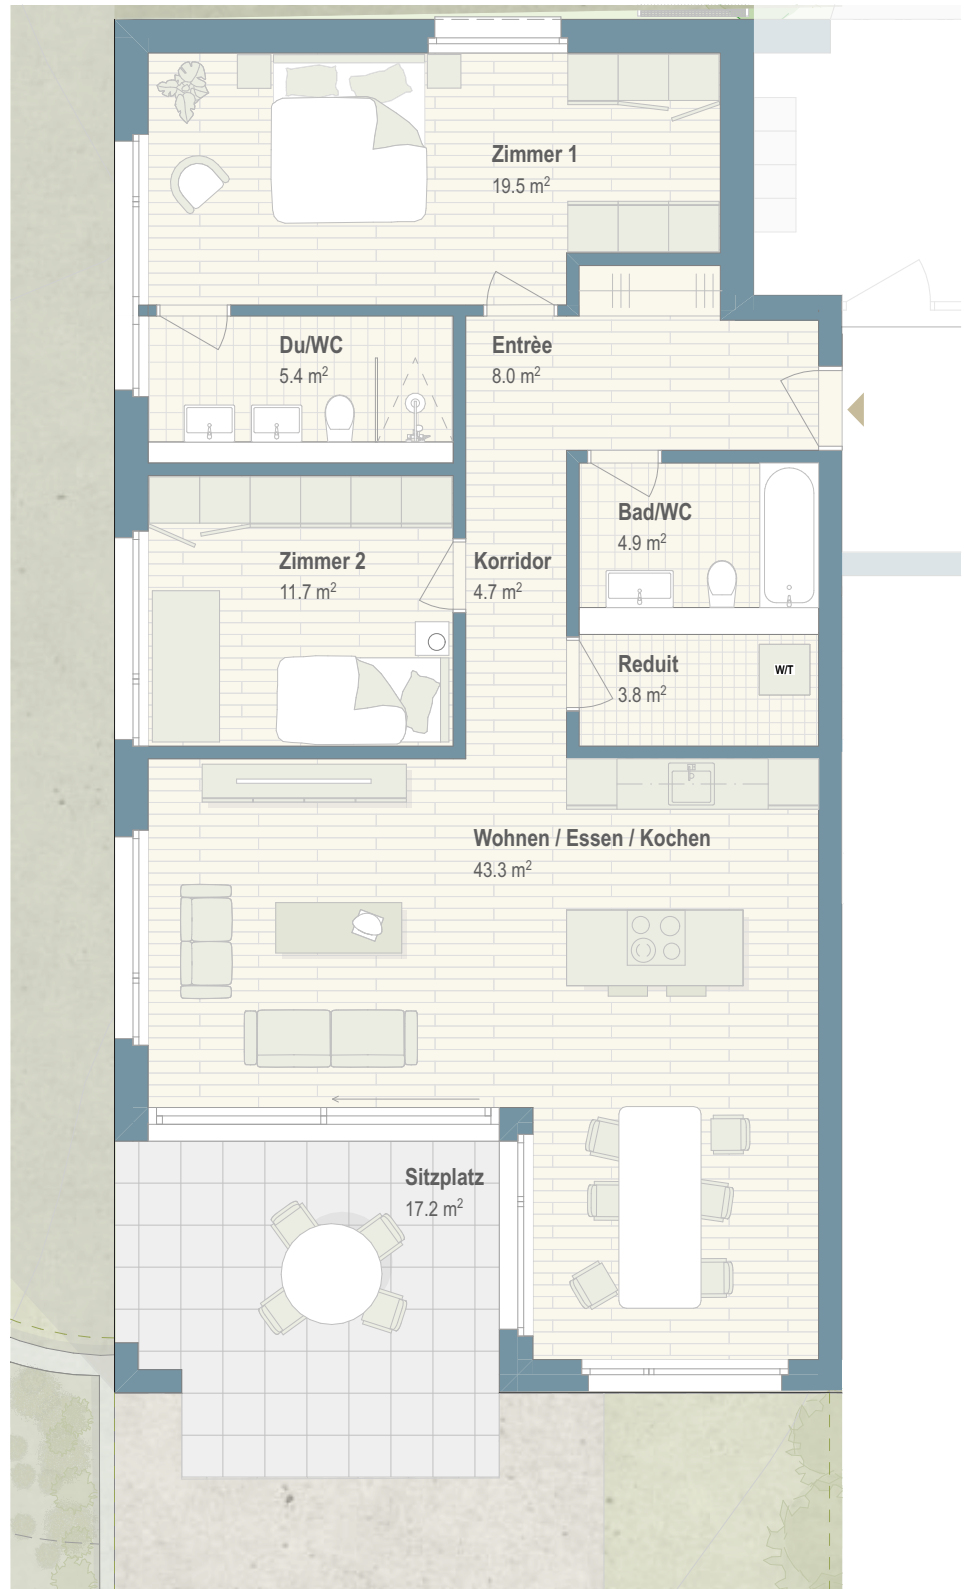 Zimmer 1
19.5 m²
Du/WC
5.4 m²
Entrèe
8.0 m²
Bad/WC
4.9 m²
Zimmer 2
11.7 m²
Korridor
4.7 m²
Reduit
3.8 m²
W/T
Wohnen / Essen / Kochen
43.3 m²
Sitzplatz
17.2 m²